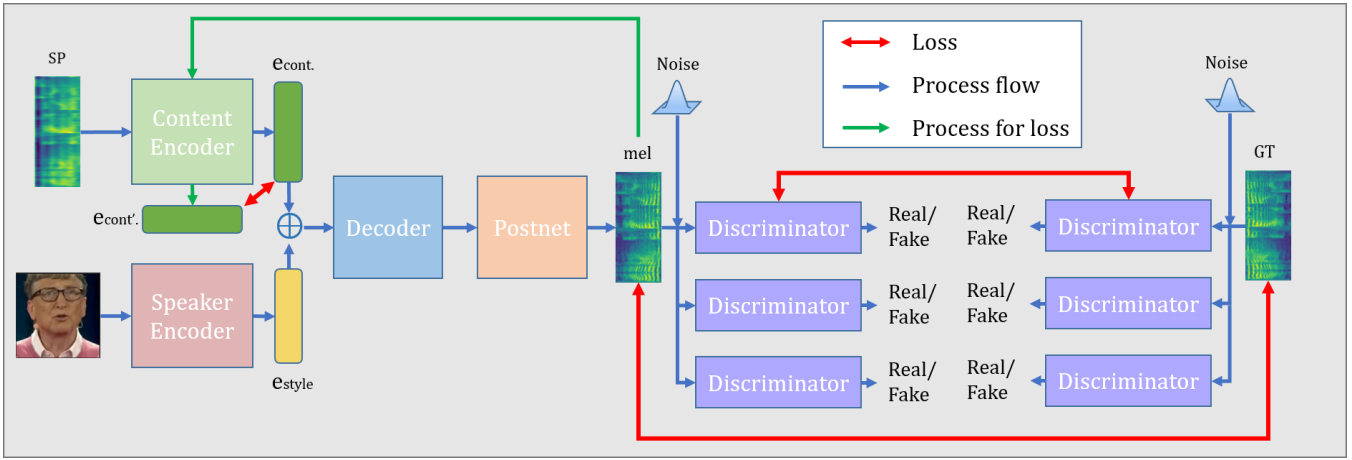 SP
Content
Encoder
econt.
econt'.
Speaker
Encoder
estyle
Decoder
Postnet
mel
Noise
Loss
Process flow
Process for loss
Noise
GT
Discriminator
Real/
Fake
Real/
Fake
Discriminator
Discriminator
Real/
Fake
Real/
Fake
Discriminator
Discriminator
Real/
Fake
Real/
Fake
Discriminator